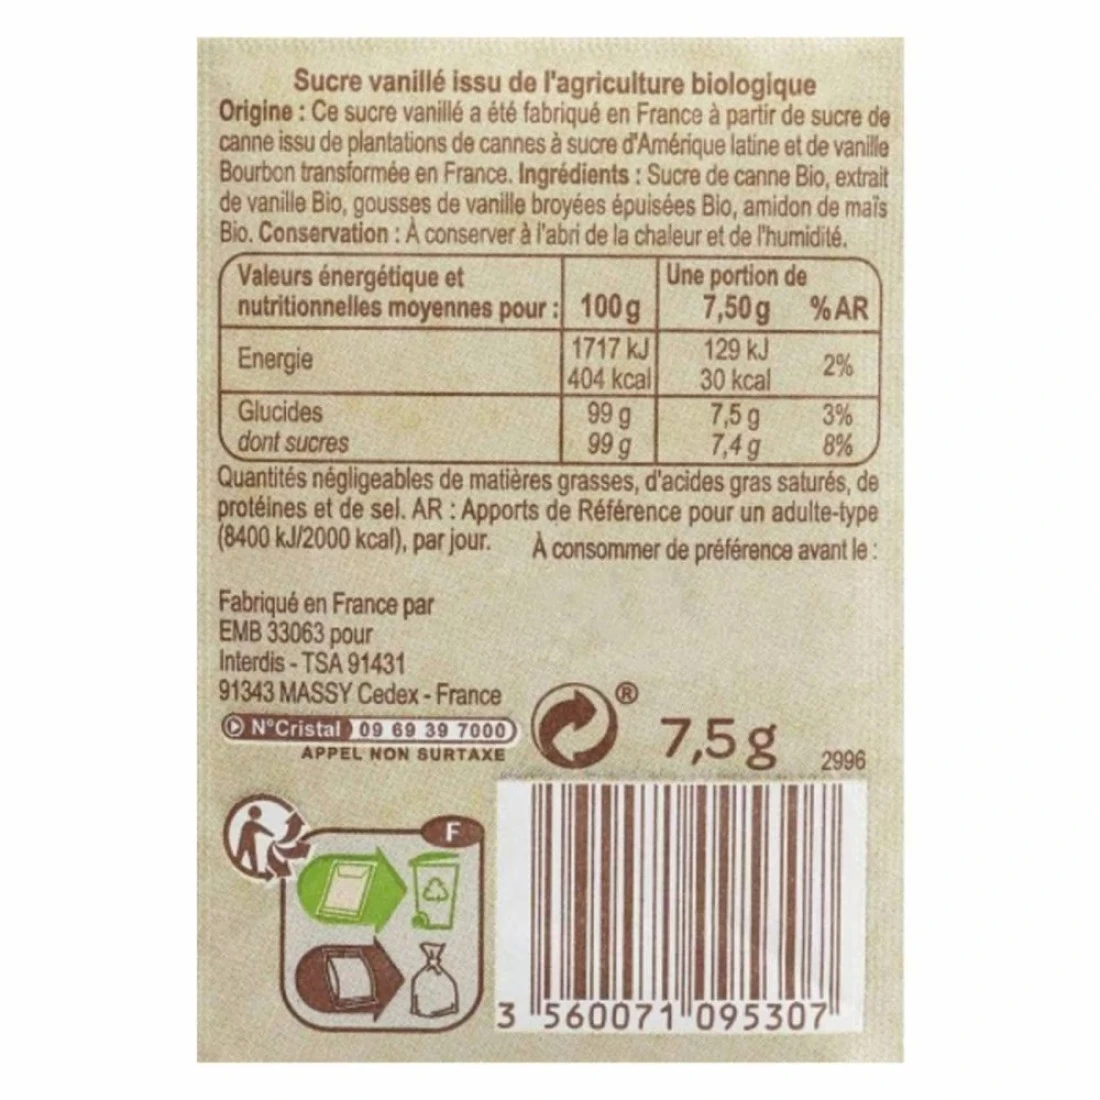 Sucre vanillé issu de l'agriculture biologique
Origine : Ce sucre vanillé a été fabriqué en France à partir de sucre de
canne issu de plantations de cannes à sucre d'Amérique latine et de vanille
Bourbon transformée en France. Ingrédients : Sucre de canne Bio, extrait
de vanille Bio, gousses de vanille broyées épuisées Bio, amidon de maïs
Bio. Conservation : À conserver à l'abri de la chaleur et de l'humidité.
Valeurs énergétique et
nutritionnelles moyennes pour : 100 g Une portion de 7,50 g % AR
Energie 1717 kJ 129 kJ 2%
404 kcal 30 kcal
Glucides 99 g 7,5 g 3%
dont sucres 99 g 7,4 g 8%
Quantités négligeables de matières grasses, d'acides gras saturés, de
protéines et de sel. AR : Apports de Référence pour un adulte-type
(8400 kJ/2000 kcal), par jour. À consommer de préférence avant le :
Fabriqué en France par
EMB 33063 pour
Interdis - TSA 91431
91343 MASSY Cedex - France
N°Cristal 09 69 39 7000
APPEL NON SURTAXE
®
7,5 g
2996
F
3 560071 095307